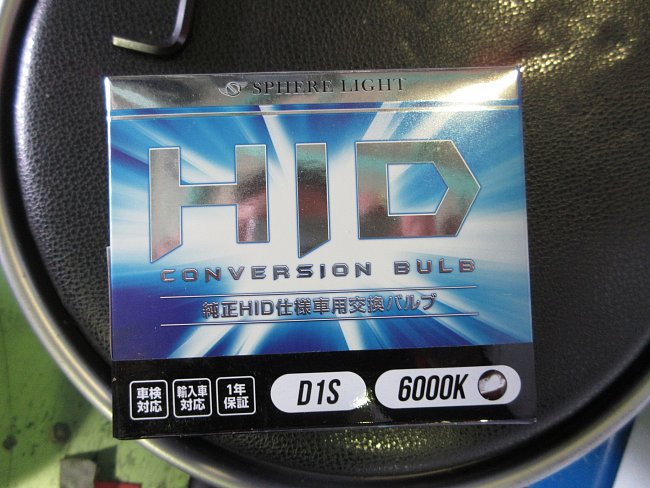 SPHERE LIGHT
HID
CONVERSION BULB
純正HID仕様車用交換バルブ
車検対応
輸入車対応
1年保証
D1S
6000K